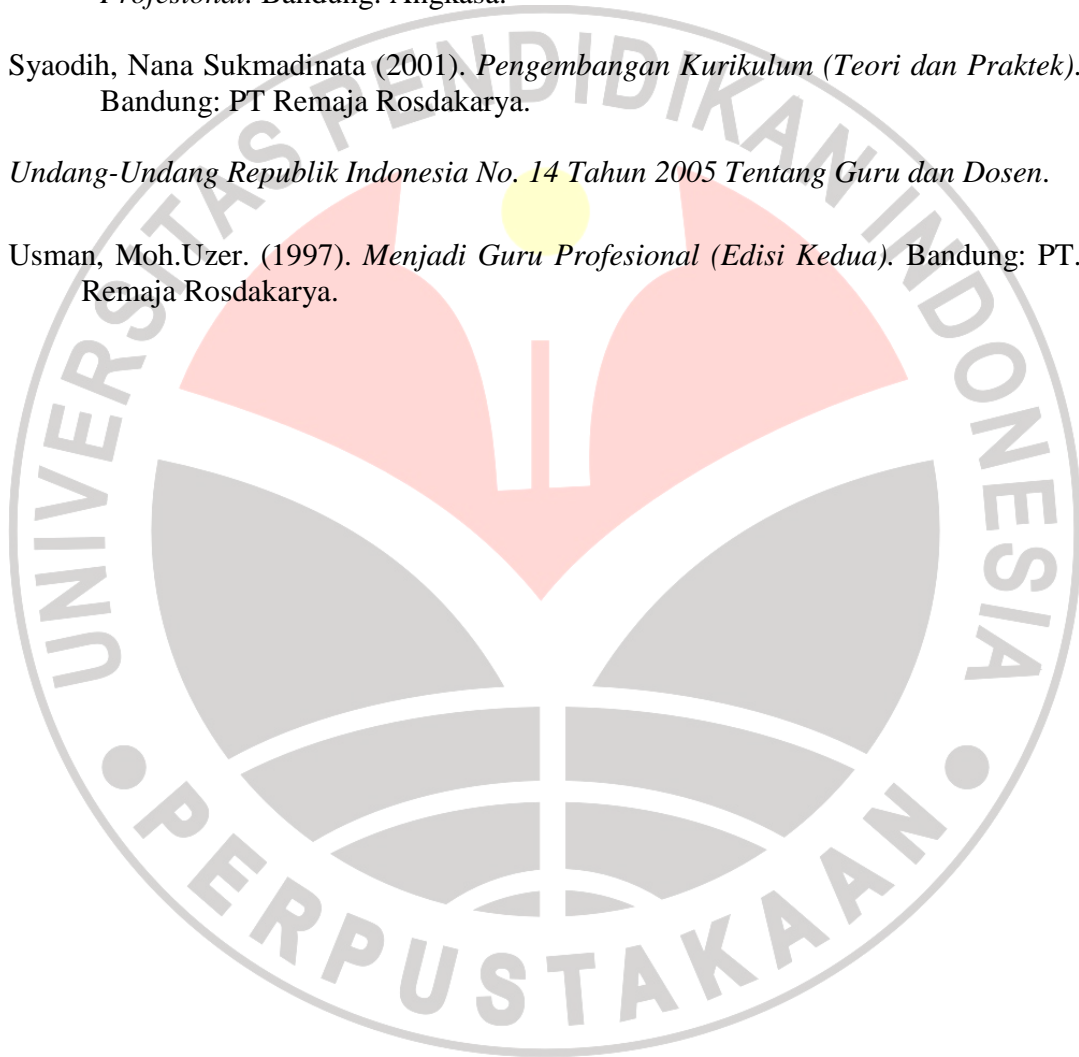 Profesional. Bandung: Angkasa.
Syaodih, Nana Sukmadinata (2001). Pengembangan Kurikulum (Teori dan Praktek).
Bandung: PT Remaja Rosdakarya.
Undang-Undang Republik Indonesia No. 14 Tahun 2005 Tentang Guru dan Dosen.
Usman, Moh.Uzer. (1997). Menjadi Guru Profesional (Edisi Kedua). Bandung: PT.
Remaja Rosdakarya.
UNIVERSITAS PENDIDIKAN INDONESIA
PERPUSTAKAAN